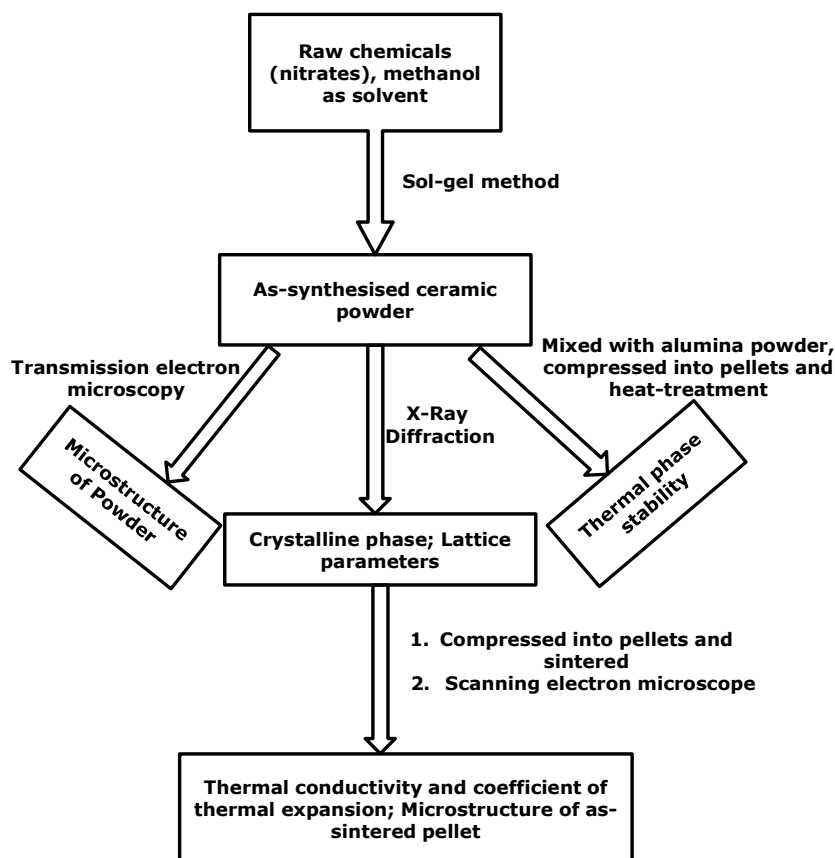 Raw chemicals
(nitrates), methanol
as solvent
Sol-gel method
As-synthesised ceramic
powder
Transmission electron
microscopy
X-Ray
Diffraction
Mixed with alumina powder,
compressed into pellets and
heat-treatment
Microstructure
of Powder
Crystalline phase; Lattice
parameters
Thermal phase
stability
1. Compressed into pellets and
sintered
2. Scanning electron microscope
Thermal conductivity and coefficient of
thermal expansion; Microstructure of as-
sintered pellet